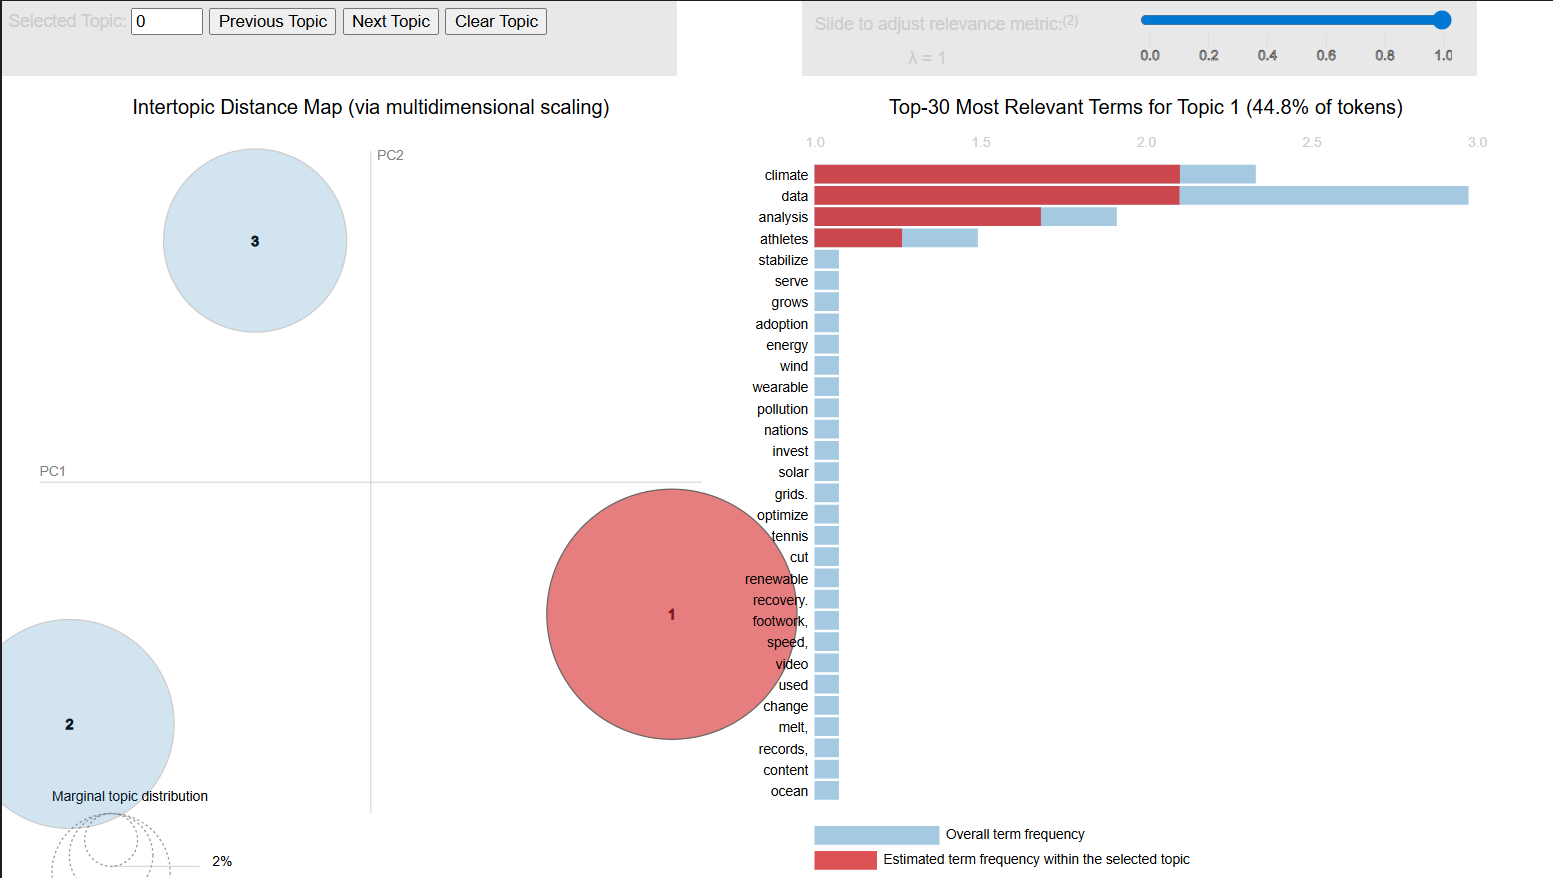 Selected Topic: 0 Previous Topic Next Topic Clear Topic
Slide to adjust relevance metric:(2)
λ = 1
0.0 0.2 0.4 0.6 0.8 1.0
Intertopic Distance Map (via multidimensional scaling)
PC2
PC1
3
1
2
Marginal topic distribution
2%
Top-30 Most Relevant Terms for Topic 1 (44.8% of tokens)
1.0 1.5 2.0 2.5 3.0
climate
data
analysis
athletes
stabilize
serve
grows
adoption
energy
wind
wearable
pollution
nations
invest
solar
grids.
optimize
tennis
cut
renewable
recovery.
footwork,
speed,
video
used
change
melt,
records,
content
ocean
Overall term frequency
Estimated term frequency within the selected topic